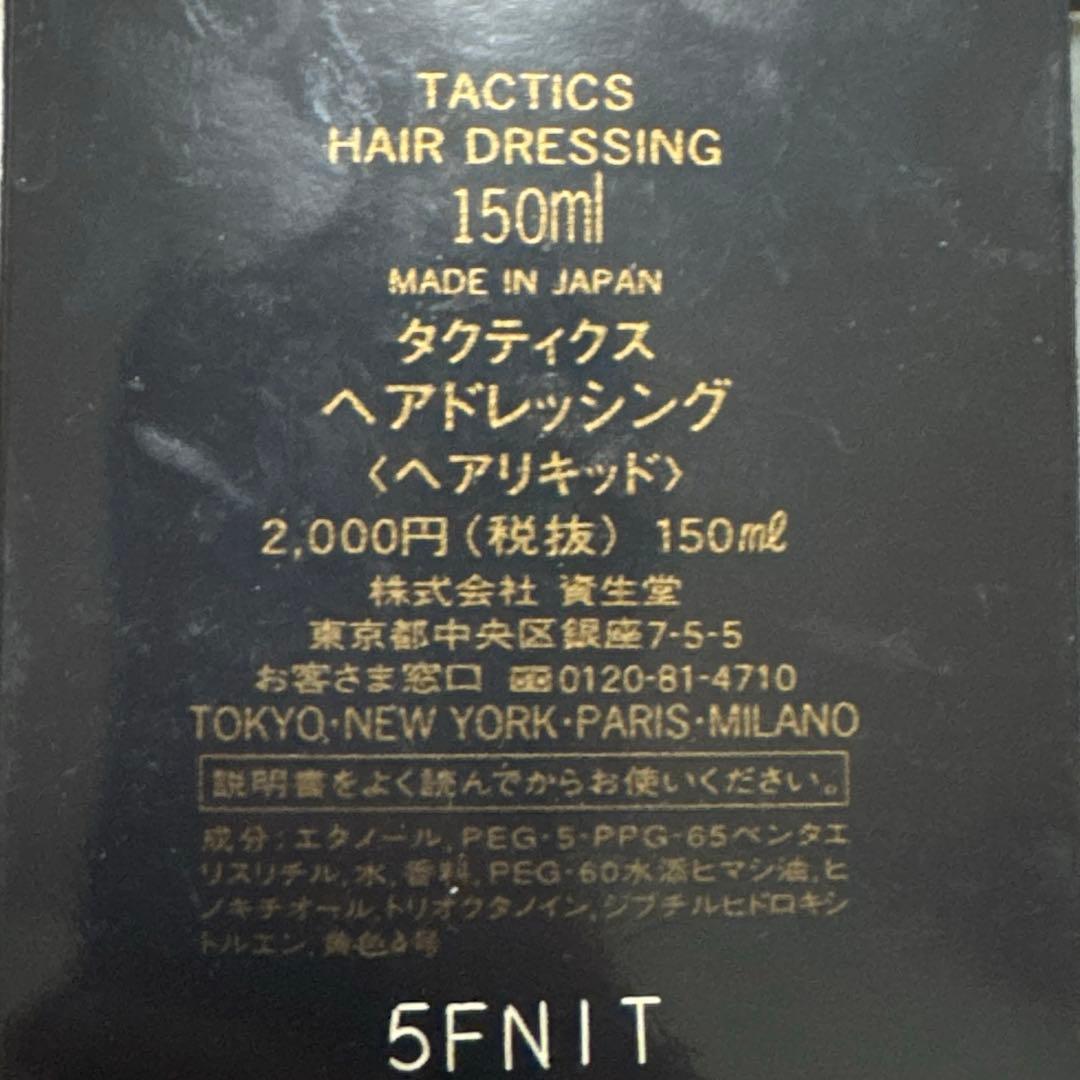 TACTICS
HAIR DRESSING
150ml
MADE IN JAPAN
タクティクス
ヘアドレッシング
〈ヘアリキッド〉
2,000円(税抜) 150ml
株式会社 資生堂
東京都中央区銀座7-5-5
お客さま窓口 0120-81-4710
TOKYO・NEW YORK・PARIS・MILANO
説明書をよく読んでからお使いください。
成分:エタノール,PEG-5-PPG-65ペンタエ
リスリチル,水,香料,PEG-60水添ヒマシ油,ヒ
ノキチオール,トリオクタノイン,ジブチルヒドロキシ
トルエン,黄色4号
5FNIT